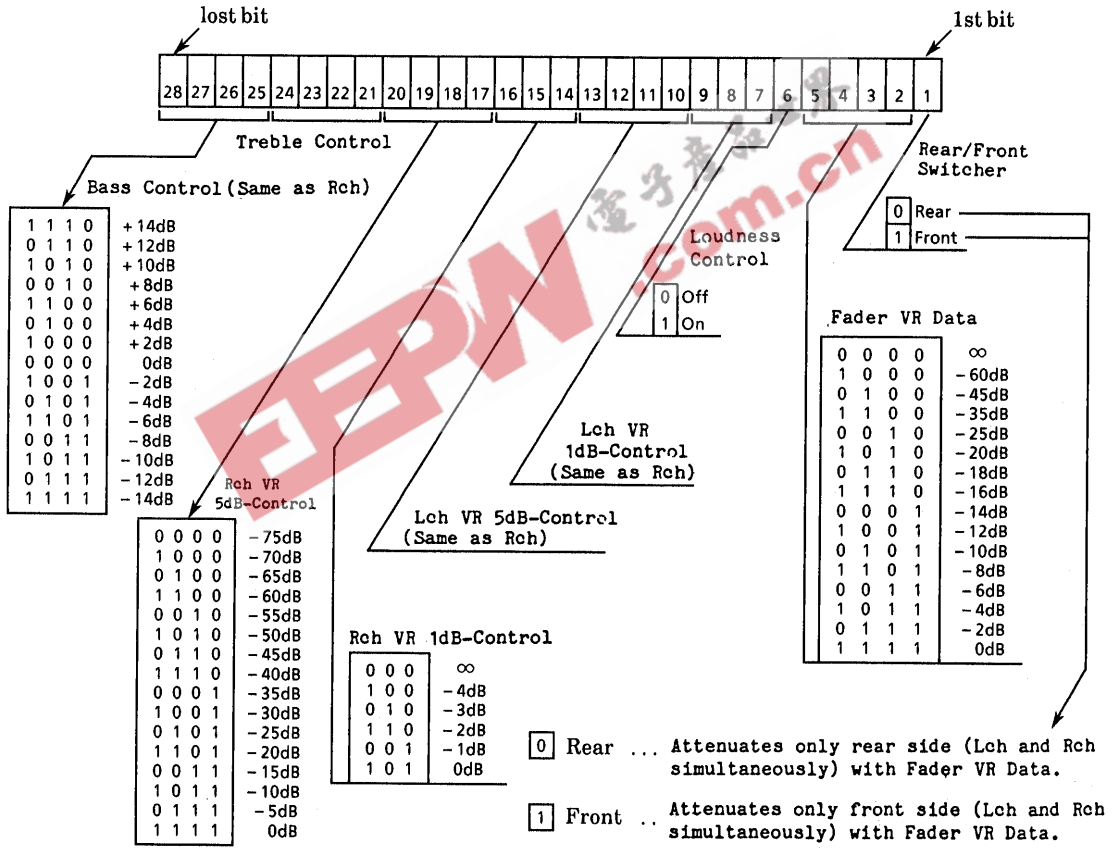 lost bit
1st bit
28 27 26 25 24 23 22 21 20 19 18 17 16 15 14 13 12 11 10 9 8 7 6 5 4 3 2 1
Treble Control
Bass Control (Same as Rch)
1 1 1 0 +14dB
0 1 1 0 +12dB
1 0 1 0 +10dB
0 0 1 0 +8dB
1 1 0 0 +6dB
0 1 0 0 +4dB
1 0 0 0 +2dB
0 0 0 0 0dB
1 0 0 1 -2dB
0 1 0 1 -4dB
1 1 0 1 -6dB
0 0 1 1 -8dB
1 0 1 1 -10dB
0 1 1 1 -12dB
1 1 1 1 -14dB
Rch VR
5dB-Control
0 0 0 0 -75dB
1 0 0 0 -70dB
0 1 0 0 -65dB
1 1 0 0 -60dB
0 0 1 0 -55dB
1 0 1 0 -50dB
0 1 1 0 -45dB
1 1 1 0 -40dB
0 0 0 1 -35dB
1 0 0 1 -30dB
0 1 0 1 -25dB
1 1 0 1 -20dB
0 0 1 1 -15dB
1 0 1 1 -10dB
0 1 1 1 -5dB
1 1 1 1 0dB
Rch VR 1dB-Control
0 0 0 ∞
1 0 0 -4dB
0 1 0 -3dB
1 1 0 -2dB
0 0 1 -1dB
1 0 1 0dB
Lch VR 5dB-Control
(Same as Rch)
Lch VR
1dB-Control
(Same as Rch)
Loudness
Control
0 Off
1 On
Rear/Front
Switcher
0 Rear
1 Front
Fader VR Data
0 0 0 0 ∞
1 0 0 0 -60dB
0 1 0 0 -45dB
1 1 0 0 -35dB
0 0 1 0 -25dB
1 0 1 0 -20dB
0 1 1 0 -18dB
1 1 1 0 -16dB
0 0 0 1 -14dB
1 0 0 1 -12dB
0 1 0 1 -10dB
1 1 0 1 -8dB
0 0 1 1 -6dB
1 0 1 1 -4dB
0 1 1 1 -2dB
1 1 1 1 0dB
0 Rear ... Attenuates only rear side (Lch and Rch
simultaneously) with Fader VR Data.
1 Front .. Attenuates only front side (Lch and Rch
simultaneously) with Fader VR Data.
EEPW.com.cn
電子産品世界